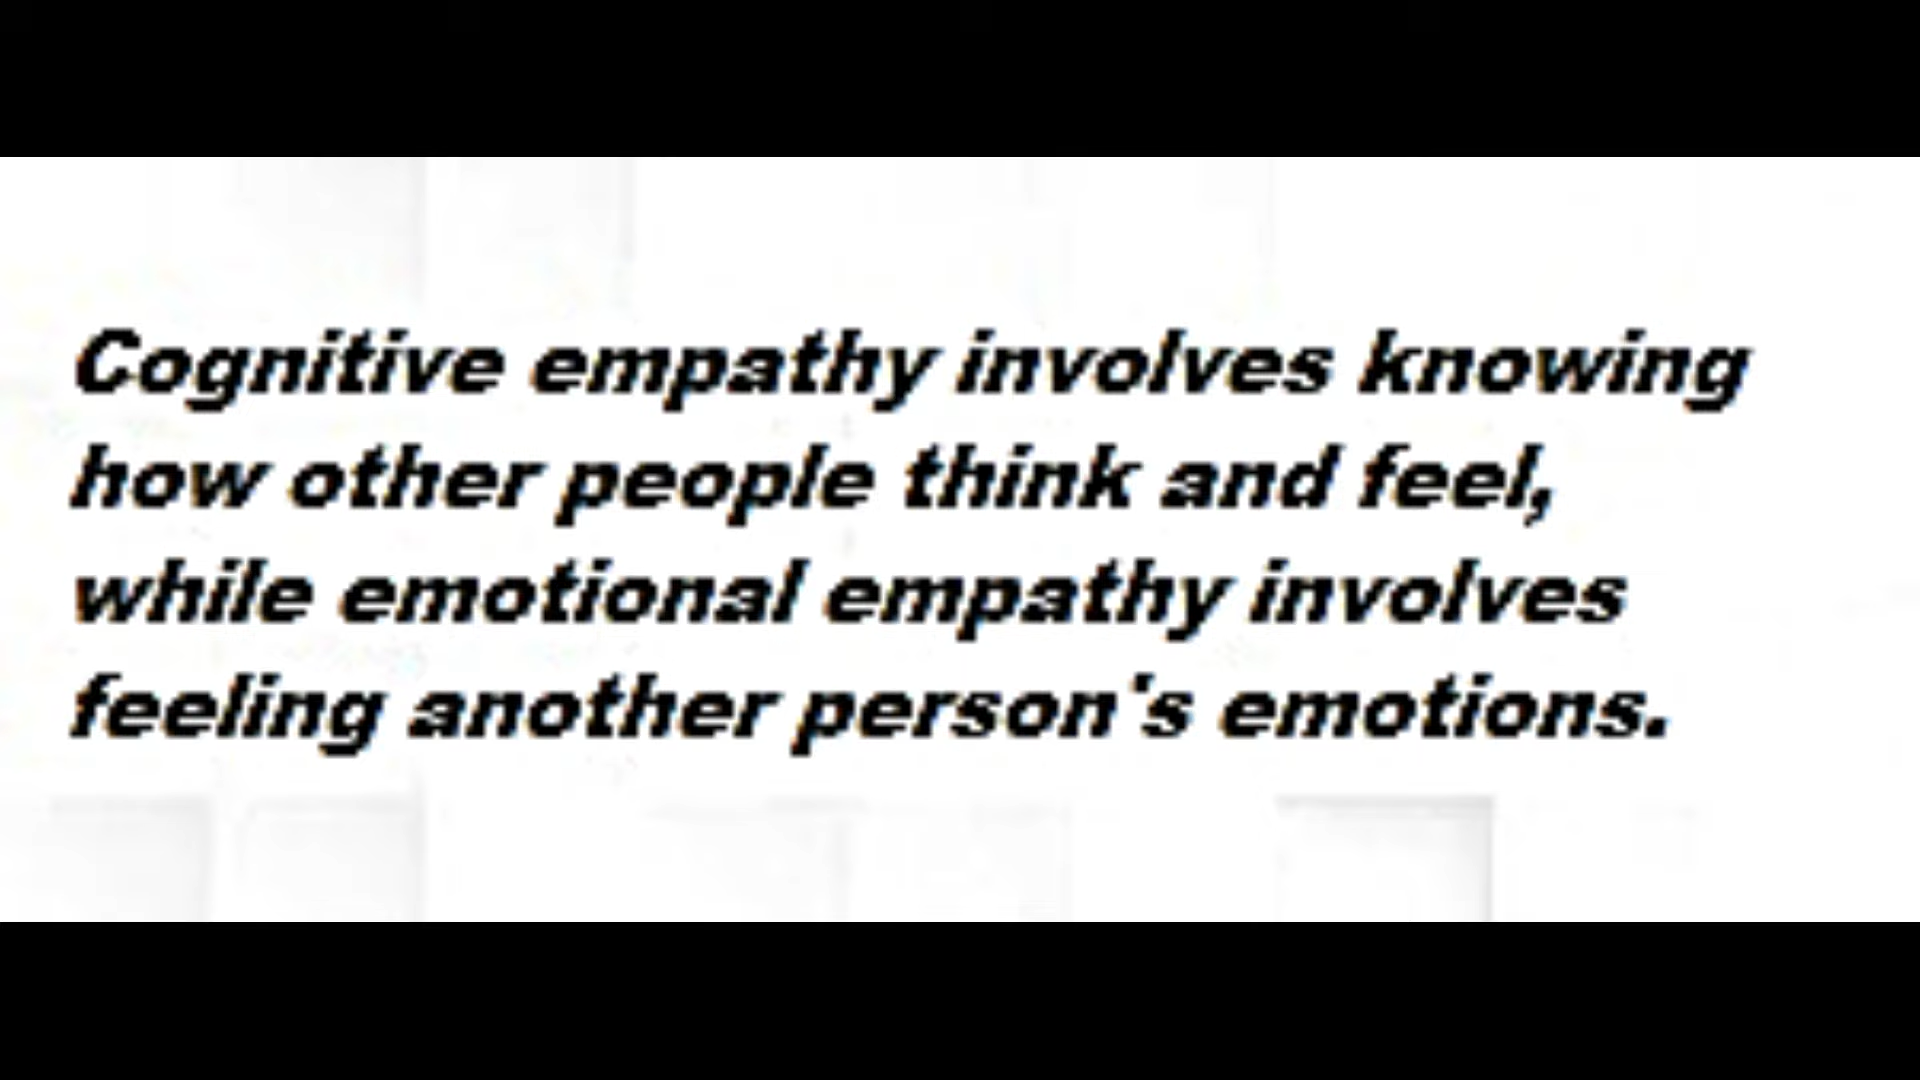 Cognitive empathy involves knowing
how other people think and feel,
while emotional empathy involves
feeling another person's emotions.